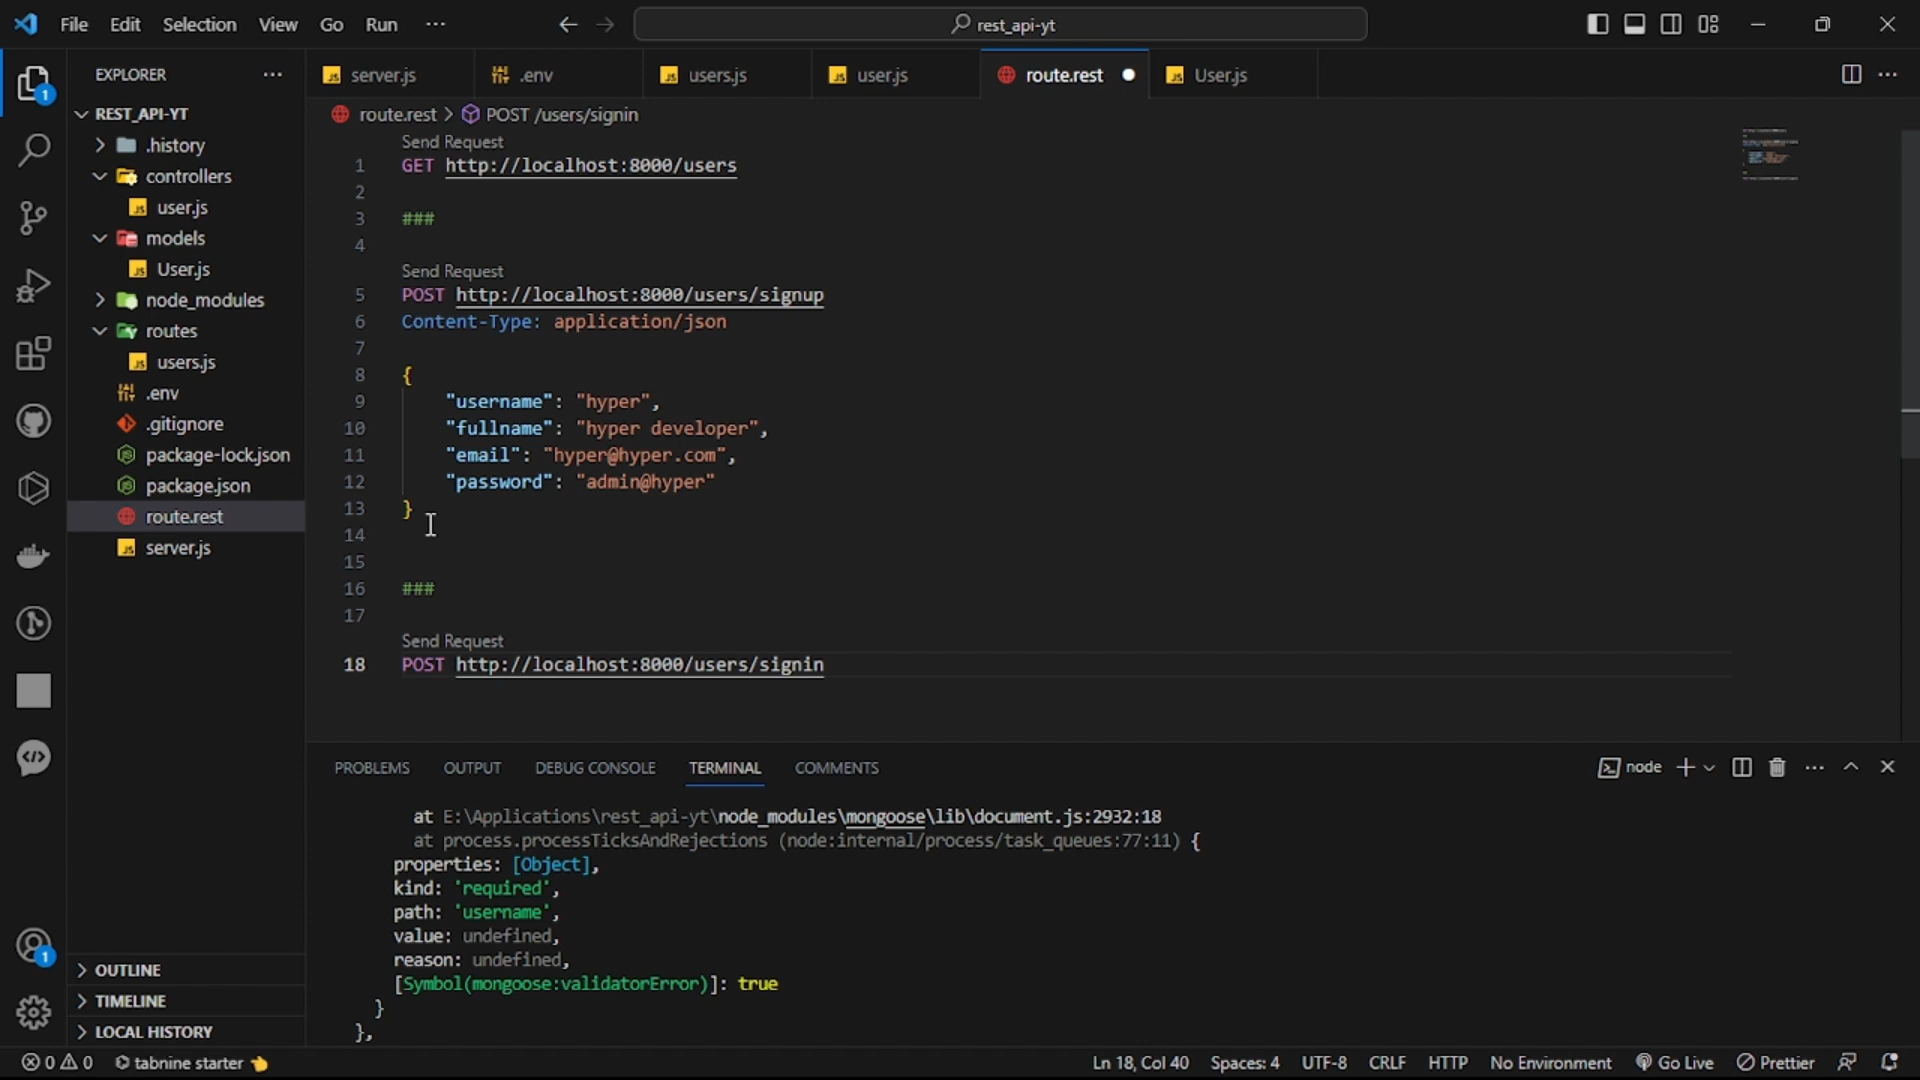 File Edit Selection View Go Run ···
rest_api-yt
EXPLORER ···
REST_API-YT
.history
controllers
user.js
models
User.js
node_modules
routes
users.js
.env
.gitignore
package-lock.json
package.json
route.rest
server.js
OUTLINE
TIMELINE
LOCAL HISTORY
1
1
server.js .env users.js user.js route.rest User.js
route.rest > POST /users/signin
Send Request
1 GET http://localhost:8000/users
2
3 ###
4
Send Request
5 POST http://localhost:8000/users/signup
6 Content-Type: application/json
7
8 {
9 "username": "hyper",
10 "fullname": "hyper developer",
11 "email": "hyper@hyper.com",
12 "password": "admin@hyper"
13 }
14
15
16 ###
17
Send Request
18 POST http://localhost:8000/users/signin
PROBLEMS OUTPUT DEBUG CONSOLE TERMINAL COMMENTS
node
at E:\Applications\rest_api-yt\node_modules\mongoose\lib\document.js:2932:18
at process.processTicksAndRejections (node:internal/process/task_queues:77:11) {
properties: [Object],
kind: 'required',
path: 'username',
value: undefined,
reason: undefined,
[Symbol(mongoose:validatorError)]: true
}
},
0 0 tabnine starter 👈 Ln 18, Col 40 Spaces: 4 UTF-8 CRLF HTTP No Environment Go Live Prettier